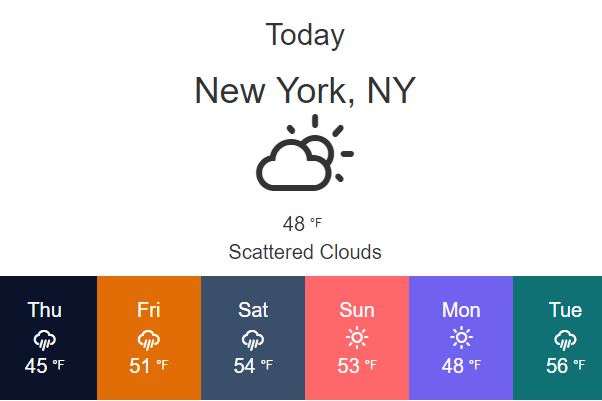 Today
New York, NY
48 °F
Scattered Clouds
Thu Fri Sat Sun Mon Tue
45 °F 51 °F 54 °F 53 °F 48 °F 56 °F